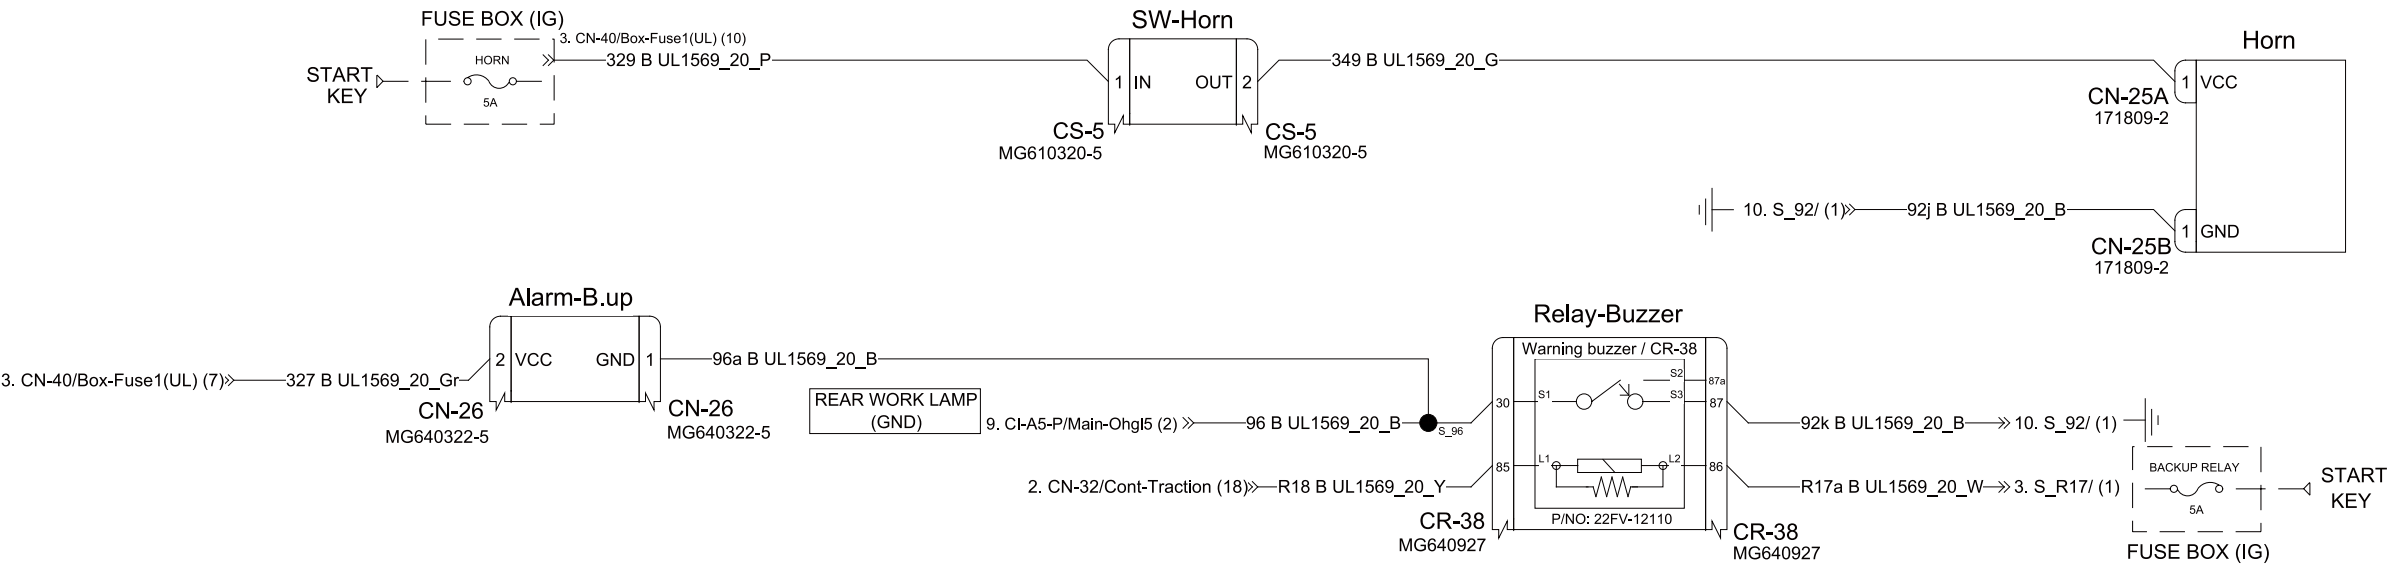 FUSE BOX (IG)
3. CN-40/Box-Fuse1(UL) (10)
HORN
5A
START
KEY
329 B UL1569_20_P
SW-Horn
1 IN
OUT 2
CS-5
MG610320-5
CS-5
MG610320-5
349 B UL1569_20_G
Horn
1 VCC
CN-25A
171809-2
10. S_92/ (1)
92j B UL1569_20_B
1 GND
CN-25B
171809-2
Alarm-B.up
2 VCC
GND 1
3. CN-40/Box-Fuse1(UL) (7)
327 B UL1569_20_Gr
CN-26
MG640322-5
CN-26
MG640322-5
96a B UL1569_20_B
REAR WORK LAMP
(GND)
9. CI-A5-P/Main-Ohgl5 (2)
96 B UL1569_20_B
S_96
2. CN-32/Cont-Traction (18)
R18 B UL1569_20_Y
Relay-Buzzer
Warning buzzer / CR-38
S2
87a
30
S1
S3
87
L1
L2
85
86
P/NO: 22FV-12110
CR-38
MG640927
CR-38
MG640927
92k B UL1569_20_B
10. S_92/ (1)
R17a B UL1569_20_W
3. S_R17/ (1)
BACKUP RELAY
5A
START
KEY
FUSE BOX (IG)